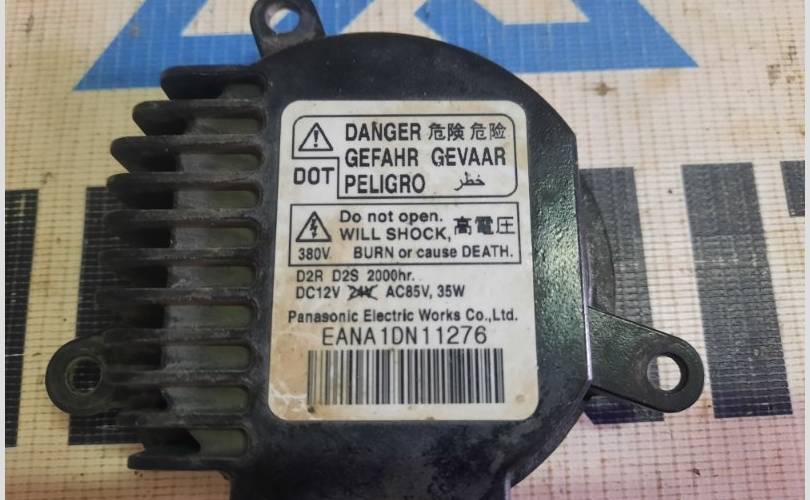 DANGER 危険 危险
GEFAHR GEVAAR
DOT PELIGRO خطر
Do not open.
WILL SHOCK, 高電圧
380V BURN or cause DEATH.
D2R D2S 2000hr.
DC12V 24V AC85V, 35W
Panasonic Electric Works Co.,Ltd.
EANA1DN11276